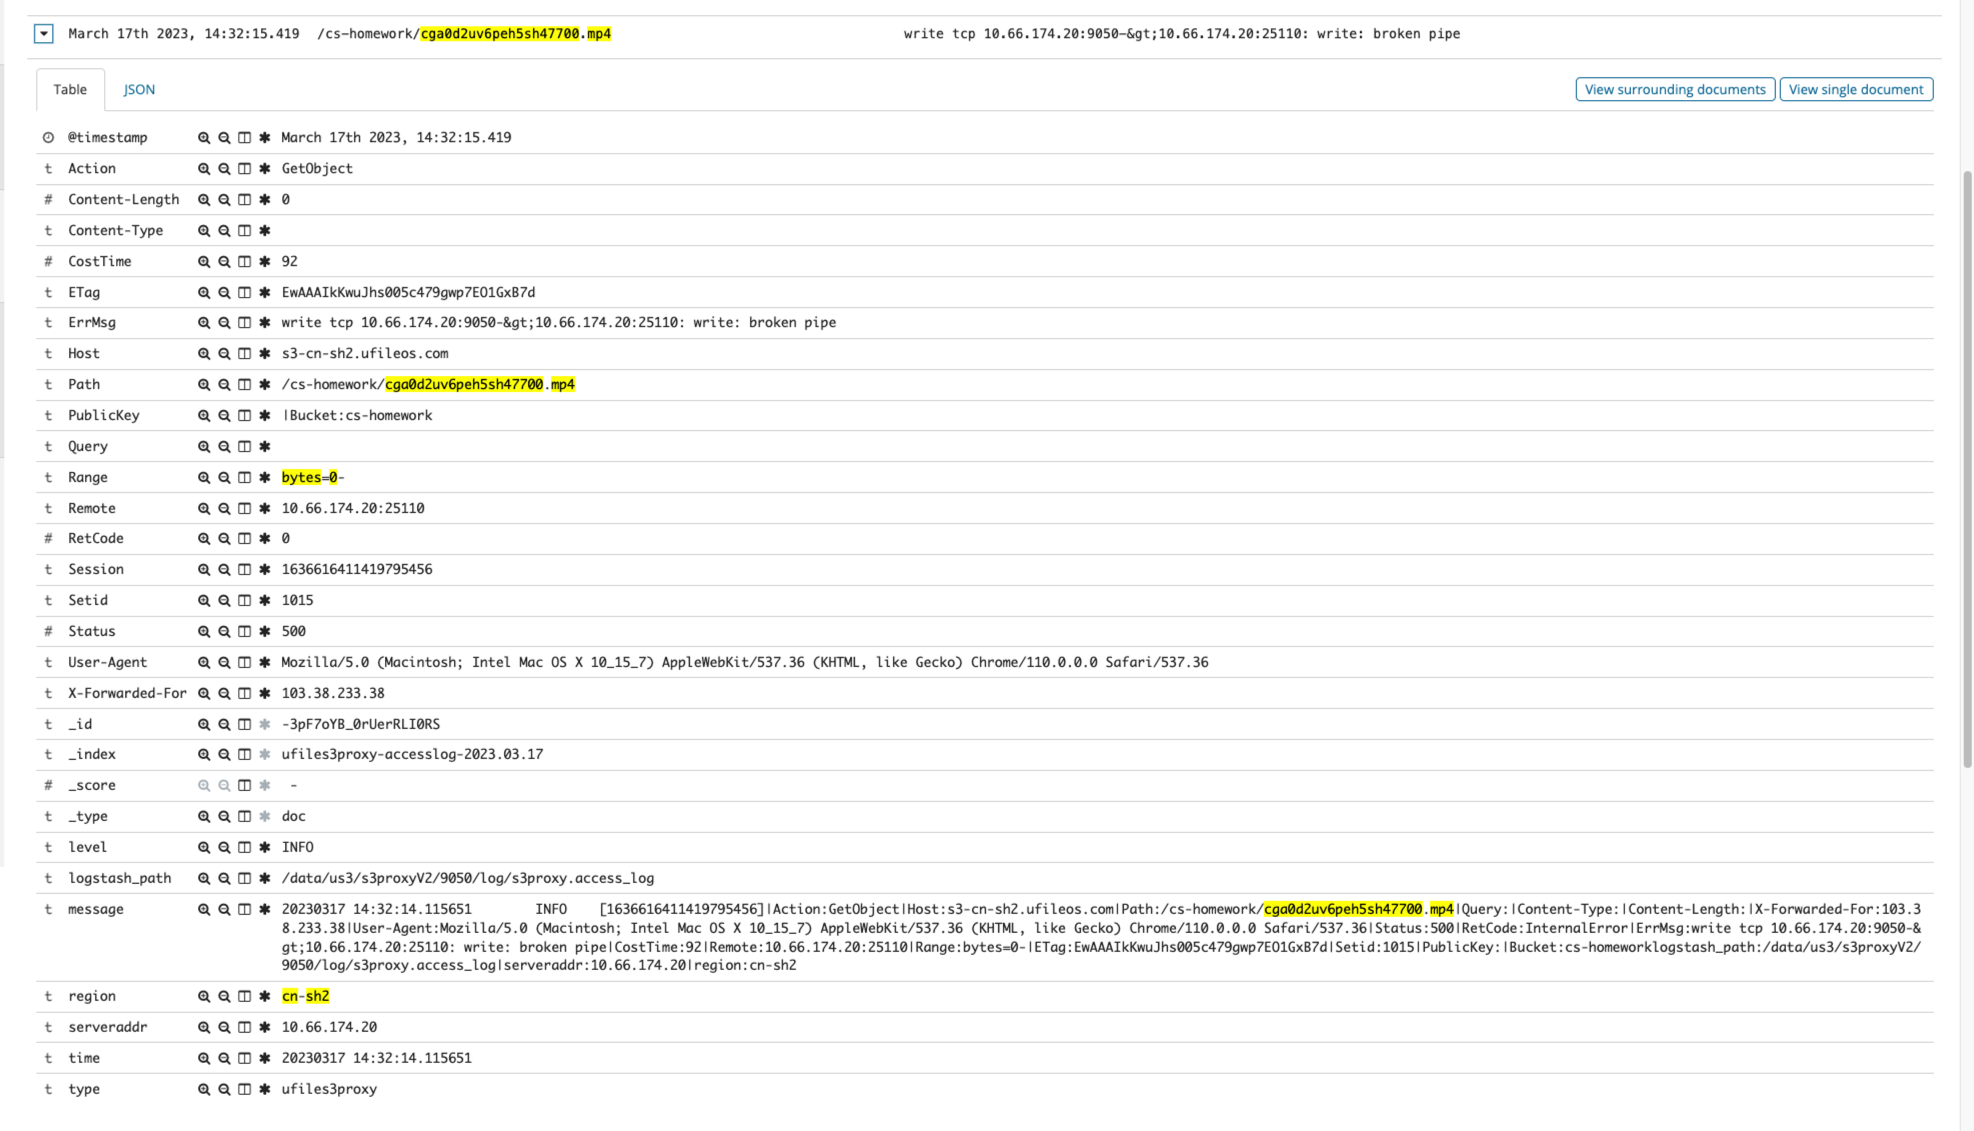 March 17th 2023, 14:32:15.419 /cs-homework/cga0d2uv6peh5sh47700.mp4 write tcp 10.66.174.20:9050-&gt;10.66.174.20:25110: write: broken pipe
Table JSON View surrounding documents View single document
@timestamp March 17th 2023, 14:32:15.419
t Action GetObject
# Content-Length 0
t Content-Type
# CostTime 92
t ETag EwAAAIkKwuJhs005c479gwp7EO1GxB7d
t ErrMsg write tcp 10.66.174.20:9050-&gt;10.66.174.20:25110: write: broken pipe
t Host s3-cn-sh2.ufileos.com
t Path /cs-homework/cga0d2uv6peh5sh47700.mp4
t PublicKey |Bucket:cs-homework
t Query
t Range bytes=0-
t Remote 10.66.174.20:25110
# RetCode 0
t Session 1636616411419795456
t Setid 1015
# Status 500
t User-Agent Mozilla/5.0 (Macintosh; Intel Mac OS X 10_15_7) AppleWebKit/537.36 (KHTML, like Gecko) Chrome/110.0.0.0 Safari/537.36
t X-Forwarded-For 103.38.233.38
t _id -3pF7oYB_0rUerRLI0RS
t _index ufiles3proxy-accesslog-2023.03.17
# _score -
t _type doc
t level INFO
t logstash_path /data/us3/s3proxyV2/9050/log/s3proxy.access_log
t message 20230317 14:32:14.115651 INFO [1636616411419795456]|Action:GetObject|Host:s3-cn-sh2.ufileos.com|Path:/cs-homework/cga0d2uv6peh5sh47700.mp4|Query:|Content-Type:|Content-Length:|X-Forwarded-For:103.3
8.233.38|User-Agent:Mozilla/5.0 (Macintosh; Intel Mac OS X 10_15_7) AppleWebKit/537.36 (KHTML, like Gecko) Chrome/110.0.0.0 Safari/537.36|Status:500|RetCode:InternalError|ErrMsg:write tcp 10.66.174.20:9050-&
gt;10.66.174.20:25110: write: broken pipe|CostTime:92|Remote:10.66.174.20:25110|Range:bytes=0-|ETag:EwAAAIkKwuJhs005c479gwp7EO1GxB7d|Setid:1015|PublicKey:|Bucket:cs-homeworklogstash_path:/data/us3/s3proxyV2/
9050/log/s3proxy.access_log|serveraddr:10.66.174.20|region:cn-sh2
t region cn-sh2
t serveraddr 10.66.174.20
t time 20230317 14:32:14.115651
t type ufiles3proxy